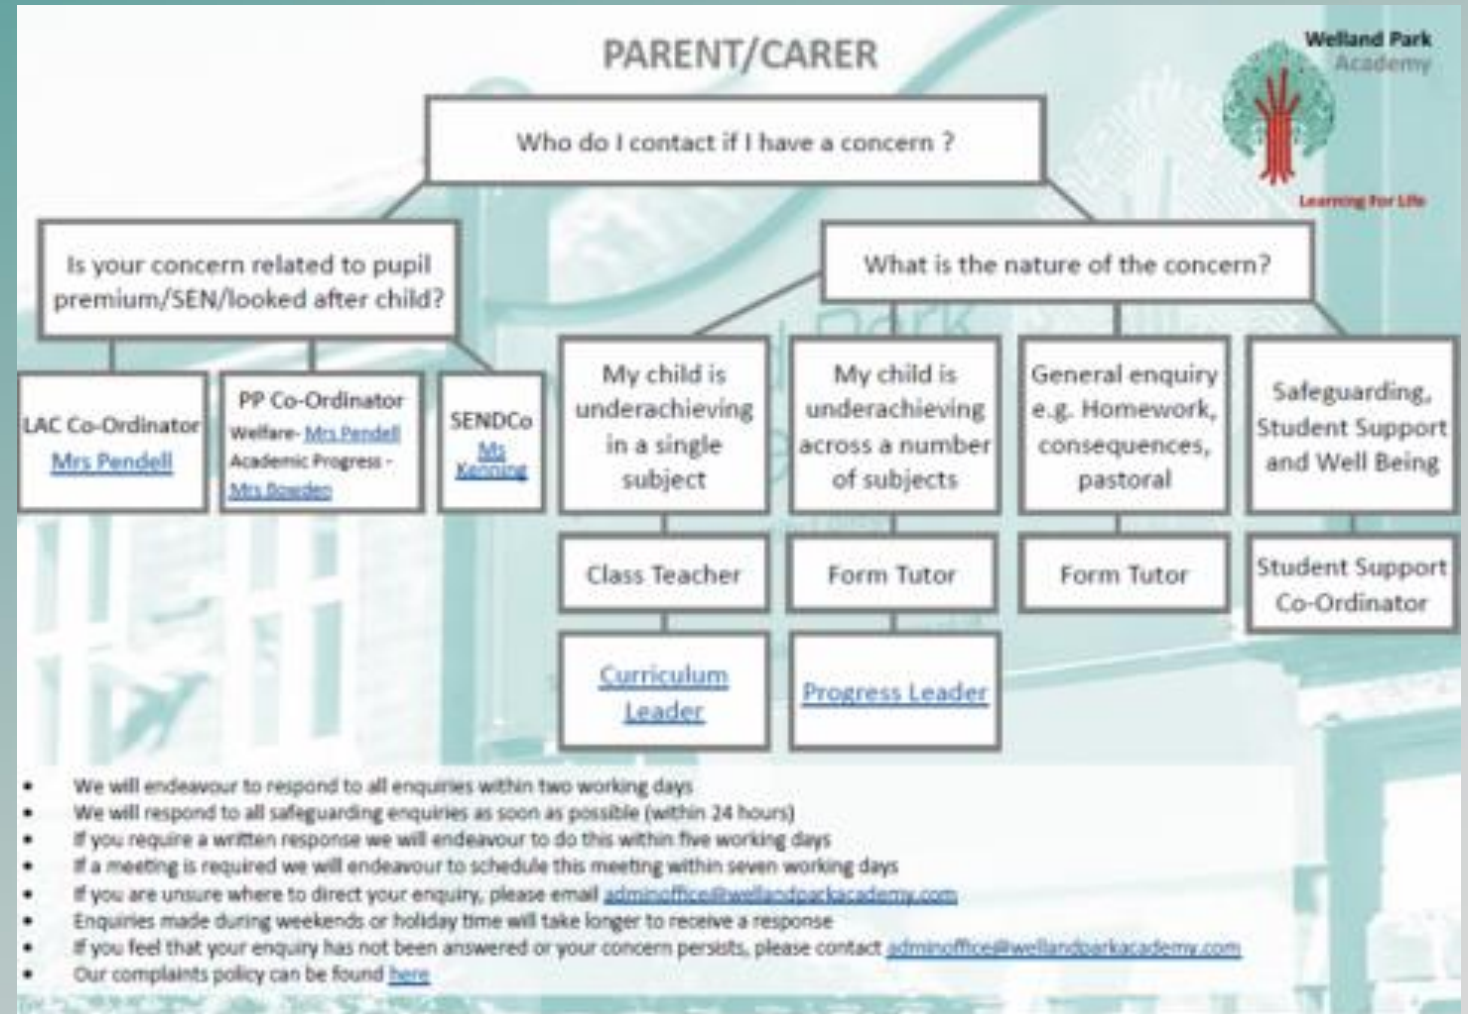 PARENT/CARER
Welland Park
Academy
Learning For Life
Who do I contact if I have a concern ?
Is your concern related to pupil
premium/SEN/looked after child?
What is the nature of the concern?
LAC Co-Ordinator
Mrs Pendell
PP Co-Ordinator
Welfare- Mrs Pendell
Academic Progress -
Mrs Bowden
SENDCo
Ms
Kenning
My child is
underachieving
in a single
subject
My child is
underachieving
across a number
of subjects
General enquiry
e.g. Homework,
consequences,
pastoral
Safeguarding,
Student Support
and Well Being
Class Teacher
Form Tutor
Form Tutor
Student Support
Co-Ordinator
Curriculum
Leader
Progress Leader
• We will endeavour to respond to all enquiries within two working days
• We will respond to all safeguarding enquiries as soon as possible (within 24 hours)
• If you require a written response we will endeavour to do this within five working days
• If a meeting is required we will endeavour to schedule this meeting within seven working days
• If you are unsure where to direct your enquiry, please email adminoffice@wellandparkacademy.com
• Enquiries made during weekends or holiday time will take longer to receive a response
• If you feel that your enquiry has not been answered or your concern persists, please contact adminoffice@wellandparkacademy.com
• Our complaints policy can be found here